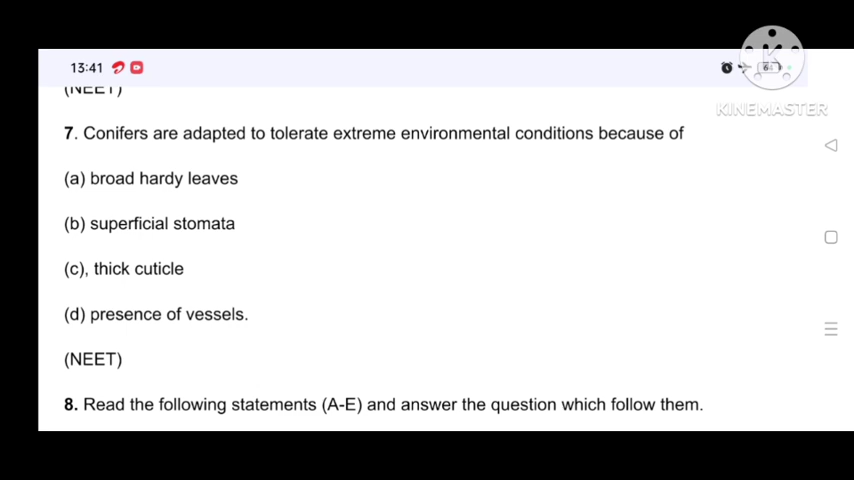 13:41
(NEET)
KINEMASTER
7. Conifers are adapted to tolerate extreme environmental conditions because of
(a) broad hardy leaves
(b) superficial stomata
(c), thick cuticle
(d) presence of vessels.
(NEET)
8. Read the following statements (A-E) and answer the question which follow them.